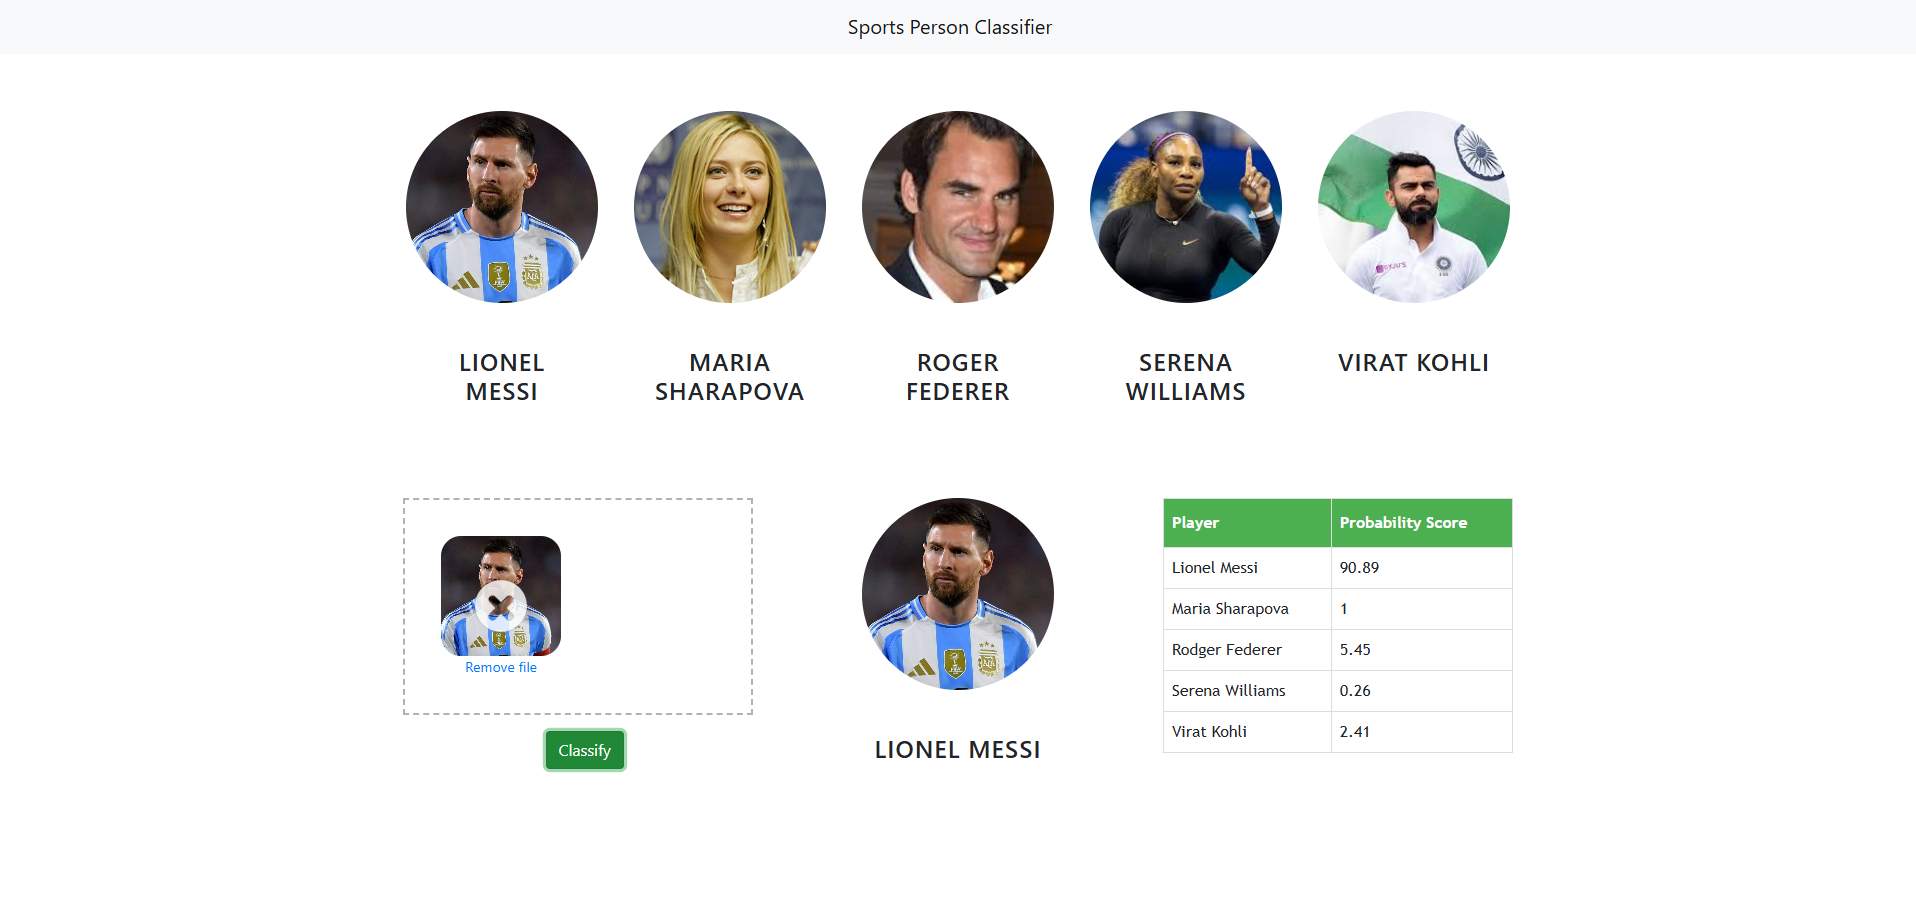 Sports Person Classifier
LIONEL
MESSI
MARIA
SHARAPOVA
ROGER
FEDERER
SERENA
WILLIAMS
VIRAT KOHLI
Remove file
Classify
LIONEL MESSI
Player Probability Score
Lionel Messi 90.89
Maria Sharapova 1
Rodger Federer 5.45
Serena Williams 0.26
Virat Kohli 2.41